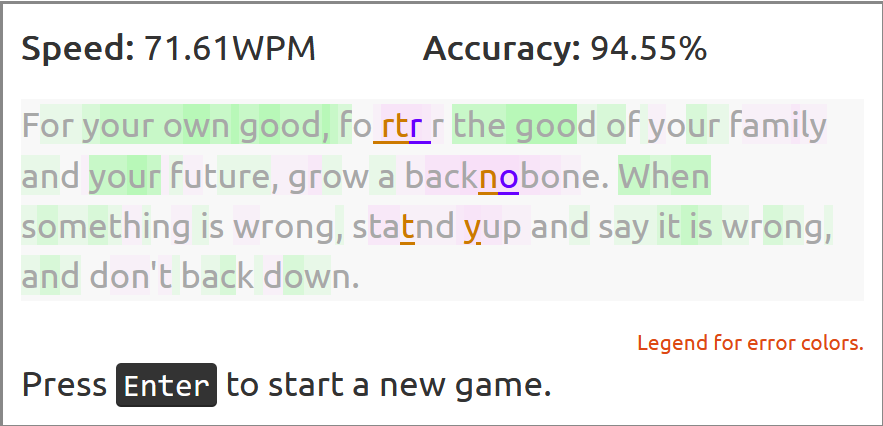 Speed: 71.61WPM Accuracy: 94.55%
For your own good, fo rtr r the good of your family
and your future, grow a backnobone. When
something is wrong, statnd yup and say it is wrong,
and don't back down.
Legend for error colors.
Press Enter to start a new game.